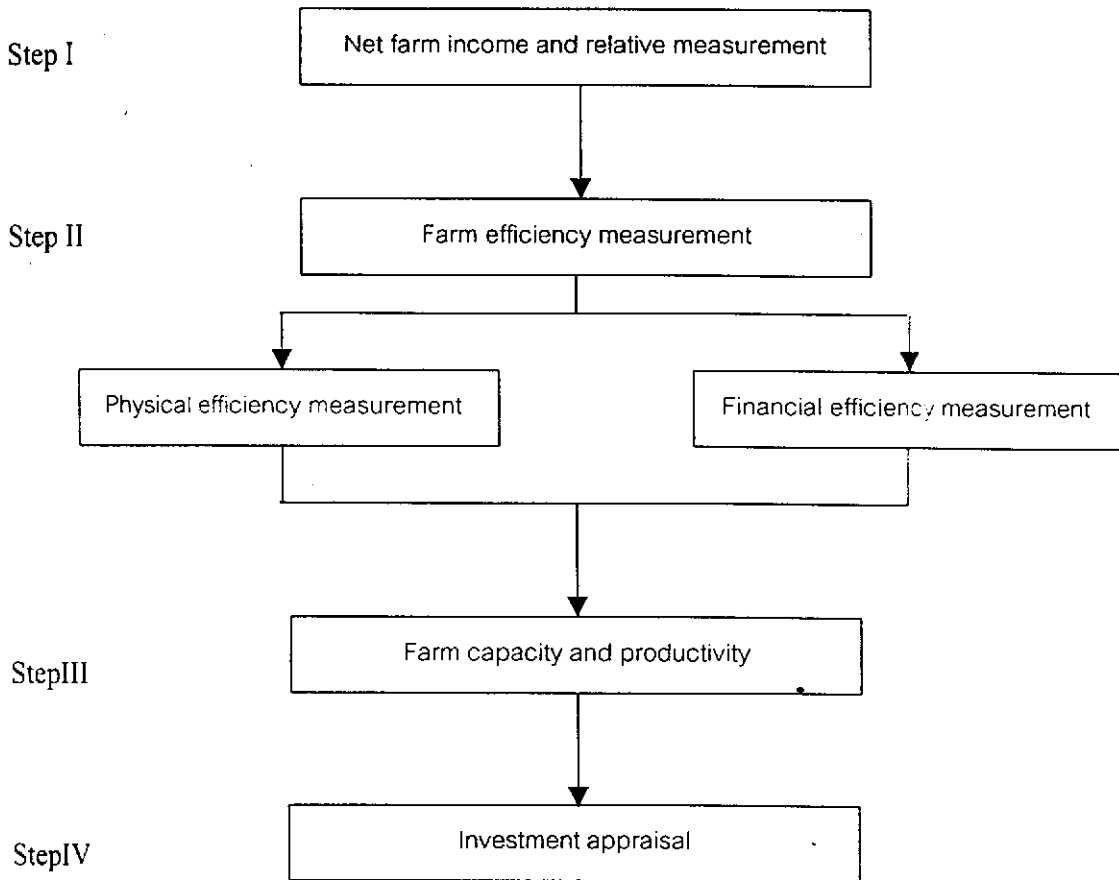 Step I
Net farm income and relative measurement
Step II
Farm efficiency measurement
Physical efficiency measurement
Financial efficiency measurement
StepIII
Farm capacity and productivity
StepIV
Investment appraisal